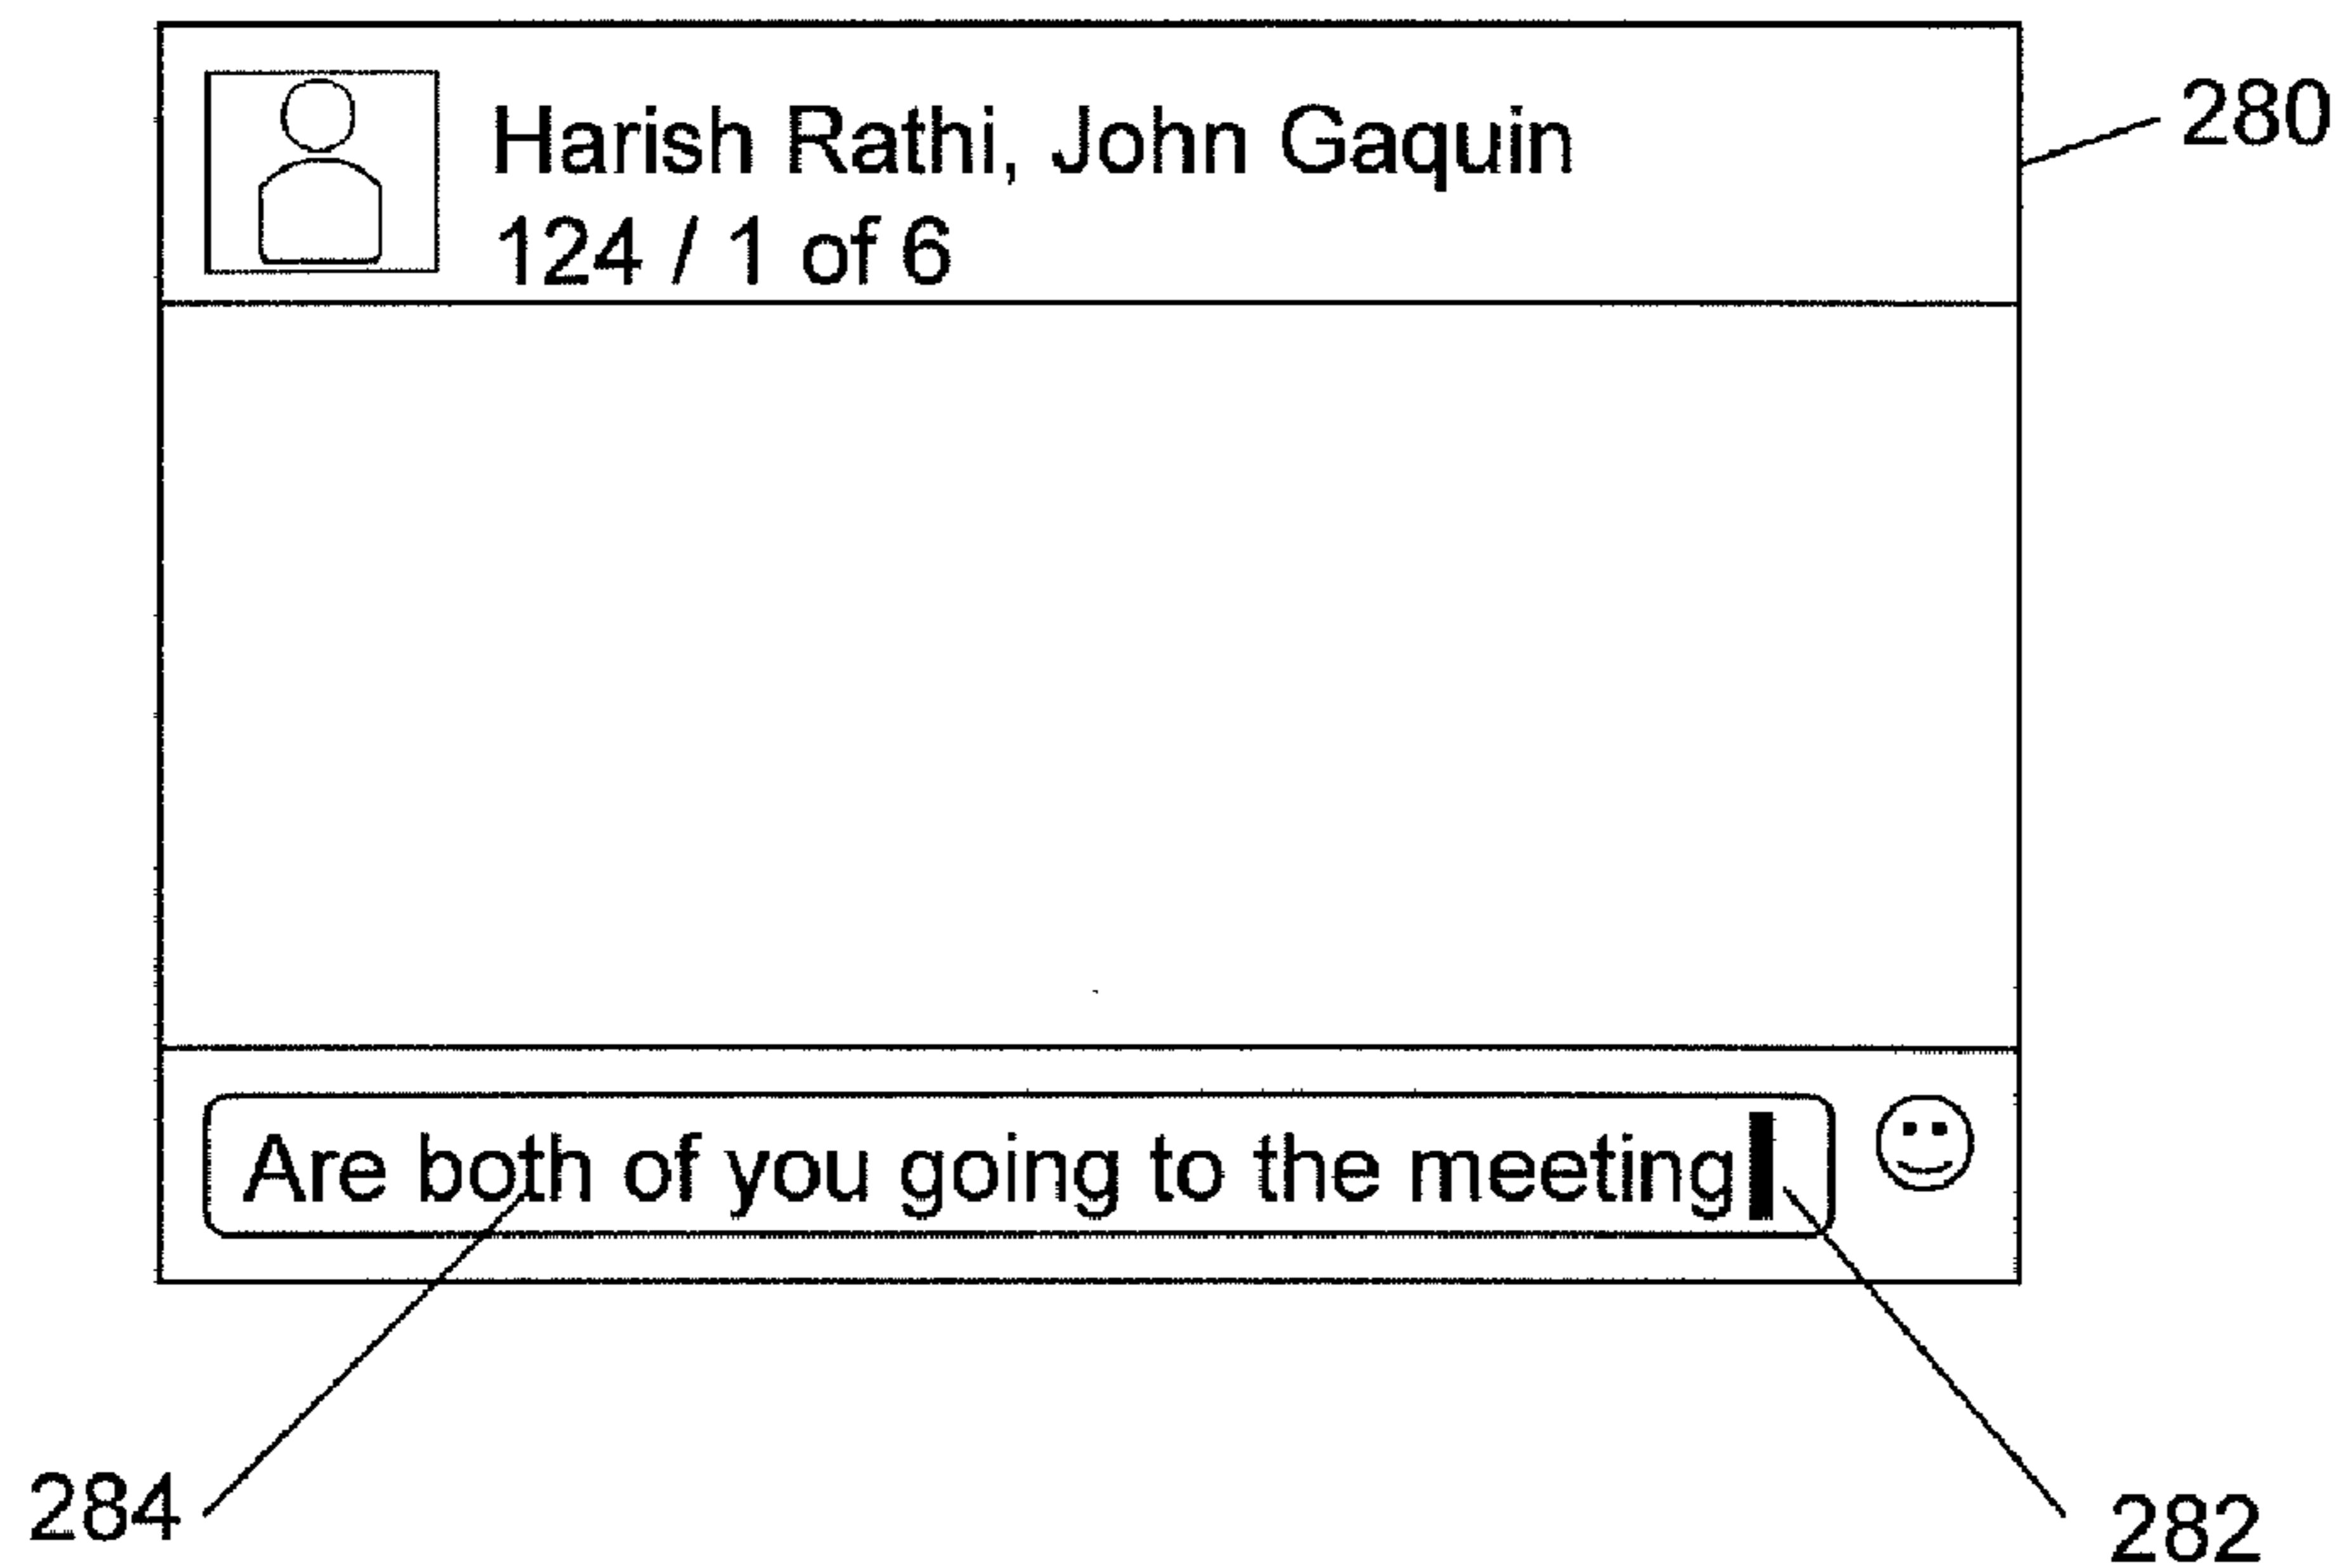 Harish Rathi, John Gaquin
280
124 / 1 of 6
Are both of you going to the meeting
284
282